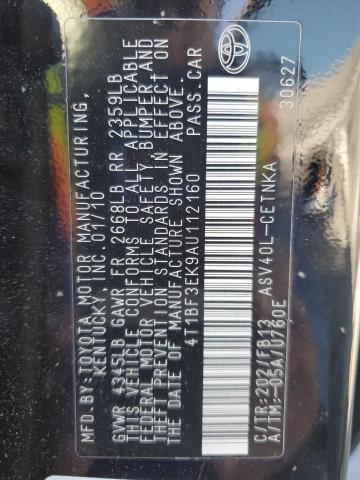 MFD.BY:TOYOTA MOTOR MANUFACTURING,
KENTUCKY, INC. 01/10
GVWR 4345LB GAWR FR 2668LB RR 2359LB
THIS VEHICLE CONFORMS TO ALL APPLICABLE
FEDERAL MOTOR VEHICLE SAFETY, BUMPER, AND
THEFT PREVENTION STANDARDS IN EFFECT ON
THE DATE OF MANUFACTURE SHOWN ABOVE.
4T1BF3EK9AU112160 PASS.CAR
C/TR:202/FB13 ASV40L-CETNKA
A/TM:-05A/U760E 30627